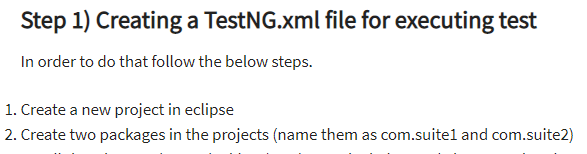 Step 1) Creating a TestNG.xml file for executing test
In order to do that follow the below steps.
1. Create a new project in eclipse
2. Create two packages in the projects (name them as com.suite1 and com.suite2)